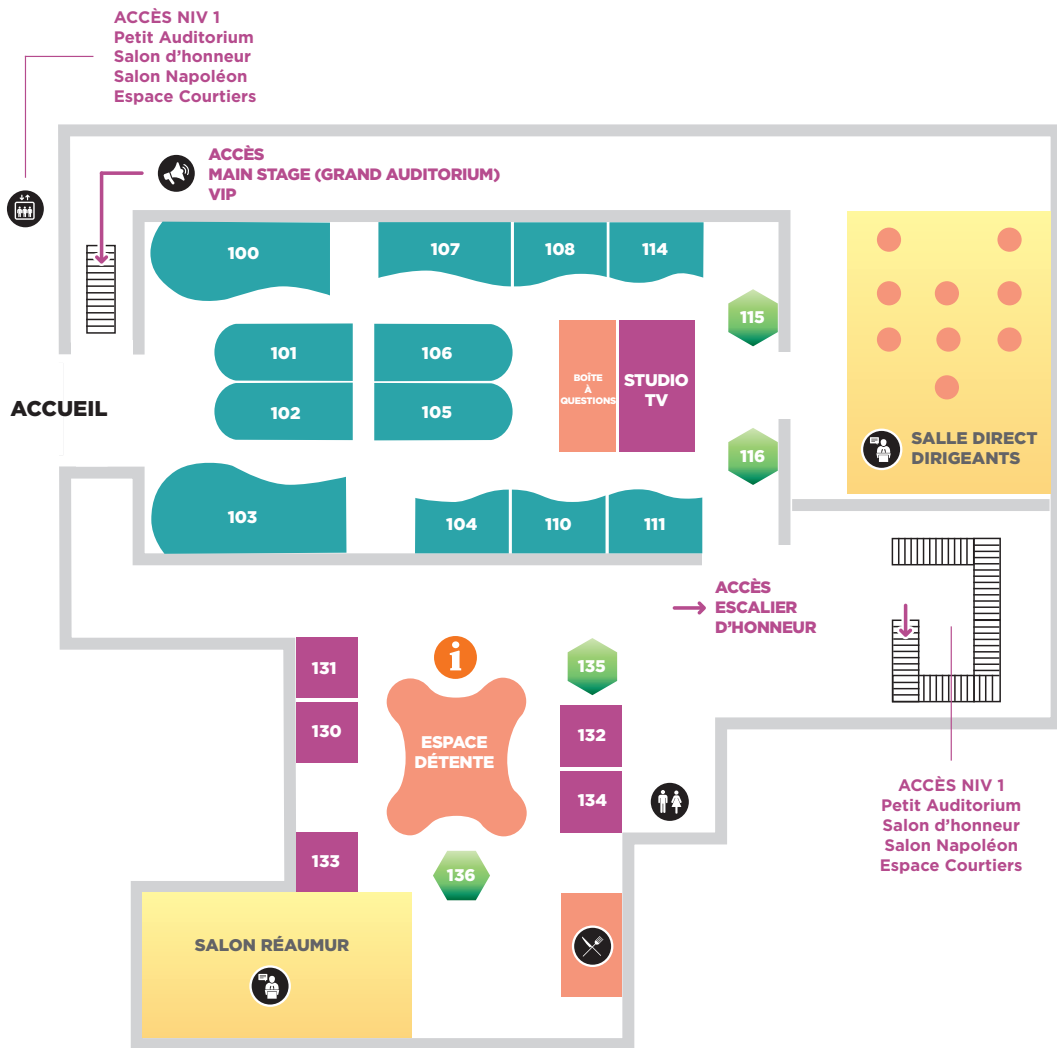 ACCÈS NIV 1
Petit Auditorium
Salon d'honneur
Salon Napoléon
Espace Courtiers
ACCÈS
MAIN STAGE (GRAND AUDITORIUM)
VIP
100
107
108
114
115
101
106
BOÎTE
À
QUESTIONS
STUDIO
TV
ACCUEIL
102
105
SALLE DIRECT
DIRIGEANTS
116
103
104
110
111
ACCÈS
ESCALIER
D'HONNEUR
i
131
135
130
ESPACE
DÉTENTE
132
134
ACCÈS NIV 1
Petit Auditorium
Salon d'honneur
Salon Napoléon
Espace Courtiers
133
136
SALON RÉAUMUR